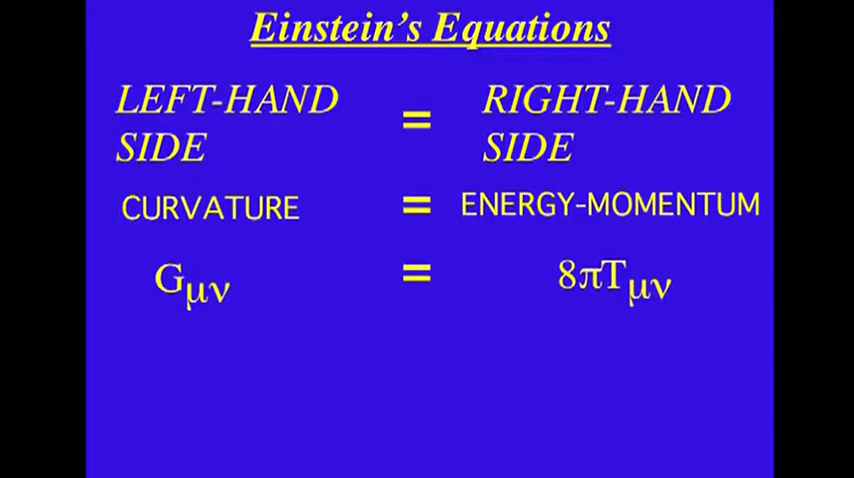 Einstein's Equations
LEFT-HAND SIDE = RIGHT-HAND SIDE
CURVATURE = ENERGY-MOMENTUM
Gμν = 8πTμν